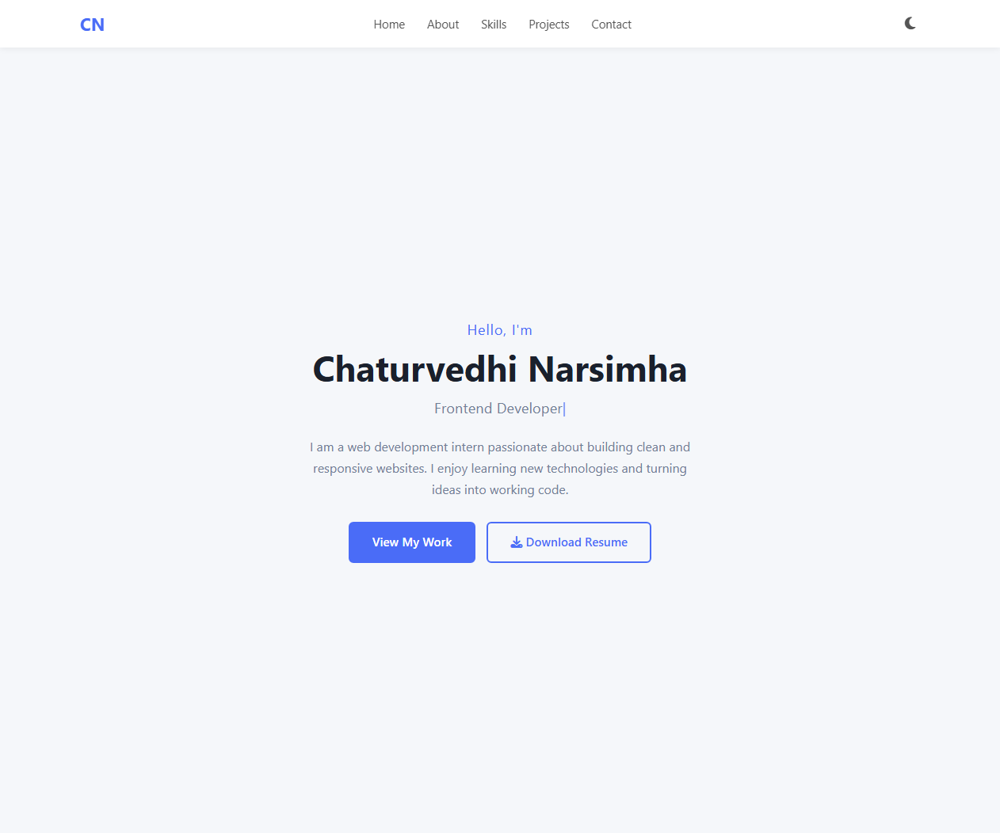 CN
Home About Skills Projects Contact
Hello, I'm
Chaturvedhi Narsimha
Frontend Developer|
I am a web development intern passionate about building clean and
responsive websites. I enjoy learning new technologies and turning
ideas into working code.
View My Work
Download Resume